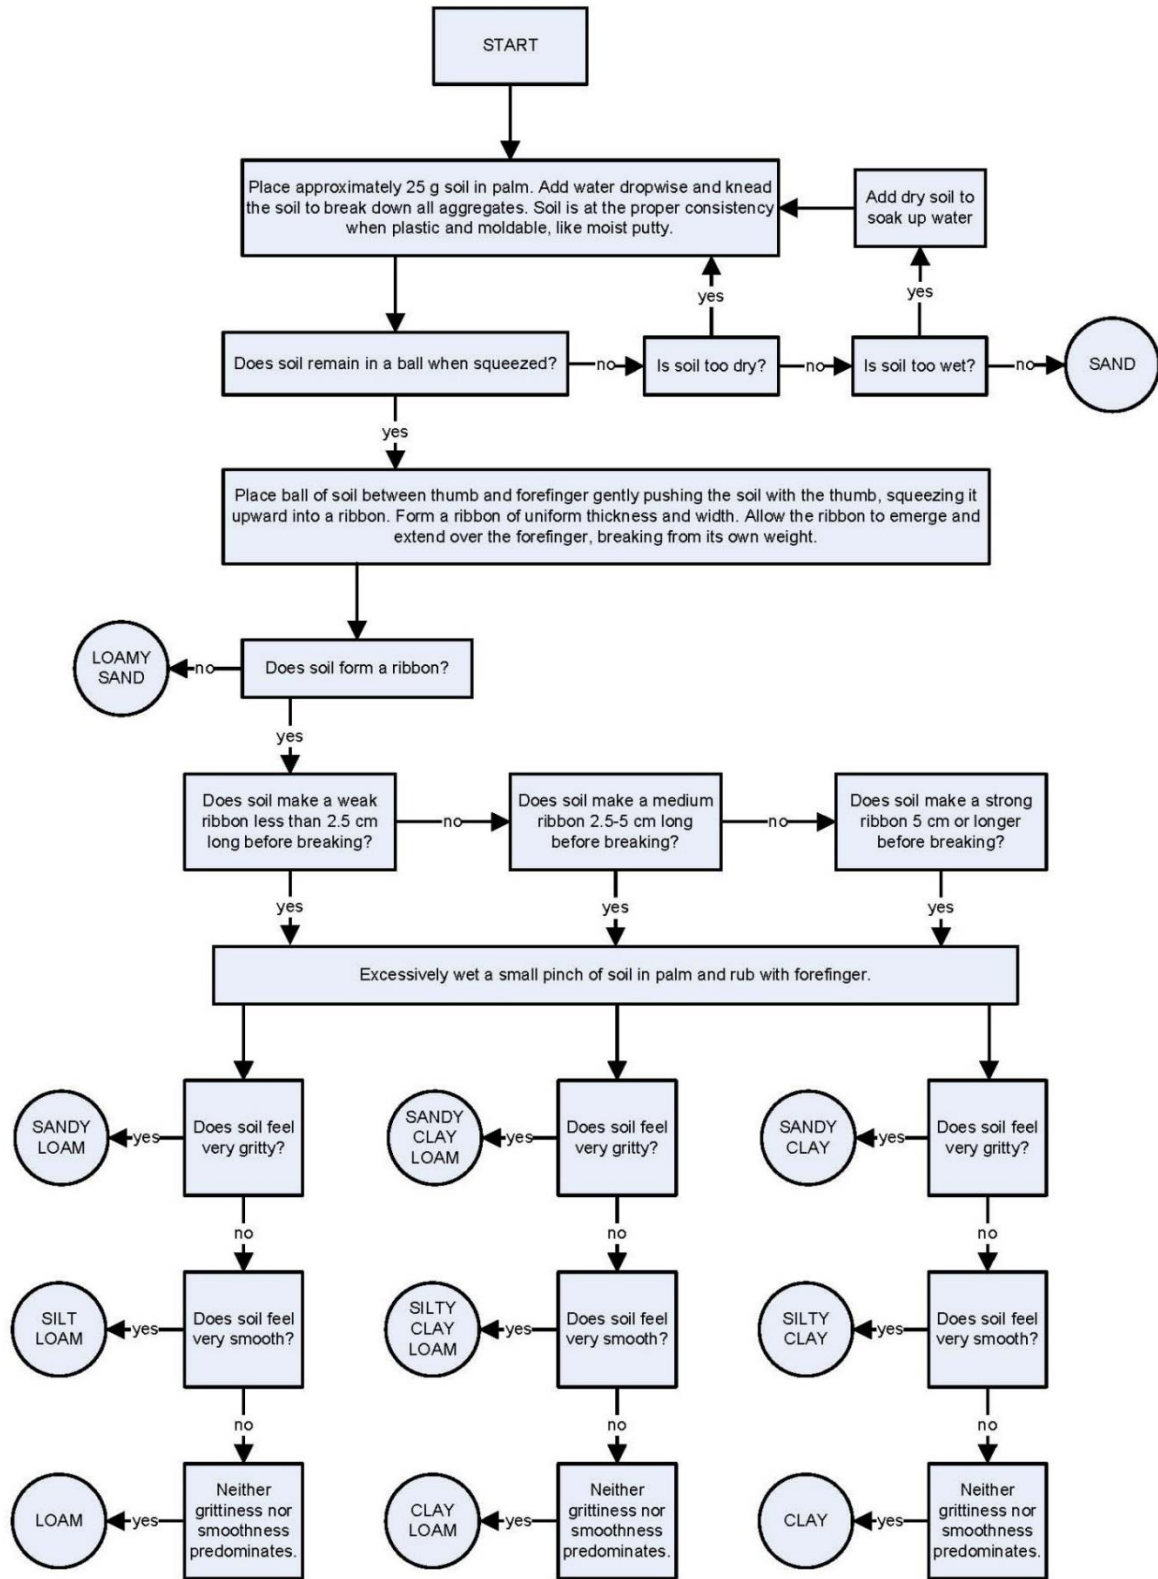 START
Place approximately 25 g soil in palm. Add water dropwise and knead
the soil to break down all aggregates. Soil is at the proper consistency
when plastic and moldable, like moist putty.
Add dry soil to
soak up water
yes
yes
Does soil remain in a ball when squeezed?
no
Is soil too dry?
no
Is soil too wet?
no
SAND
yes
Place ball of soil between thumb and forefinger gently pushing the soil with the thumb, squeezing it
upward into a ribbon. Form a ribbon of uniform thickness and width. Allow the ribbon to emerge and
extend over the forefinger, breaking from its own weight.
LOAMY
SAND
no
Does soil form a ribbon?
yes
Does soil make a weak
ribbon less than 2.5 cm
long before breaking?
no
Does soil make a medium
ribbon 2.5-5 cm long
before breaking?
no
Does soil make a strong
ribbon 5 cm or longer
before breaking?
yes
yes
yes
Excessively wet a small pinch of soil in palm and rub with forefinger.
SANDY
LOAM
yes
Does soil feel
very gritty?
SANDY
CLAY
LOAM
yes
Does soil feel
very gritty?
SANDY
CLAY
yes
Does soil feel
very gritty?
no
no
no
SILT
LOAM
yes
Does soil feel
very smooth?
SILTY
CLAY
LOAM
yes
Does soil feel
very smooth?
SILTY
CLAY
yes
Does soil feel
very smooth?
no
no
no
LOAM
yes
Neither
grittiness nor
smoothness
predominates.
CLAY
LOAM
yes
Neither
grittiness nor
smoothness
predominates.
CLAY
yes
Neither
grittiness nor
smoothness
predominates.